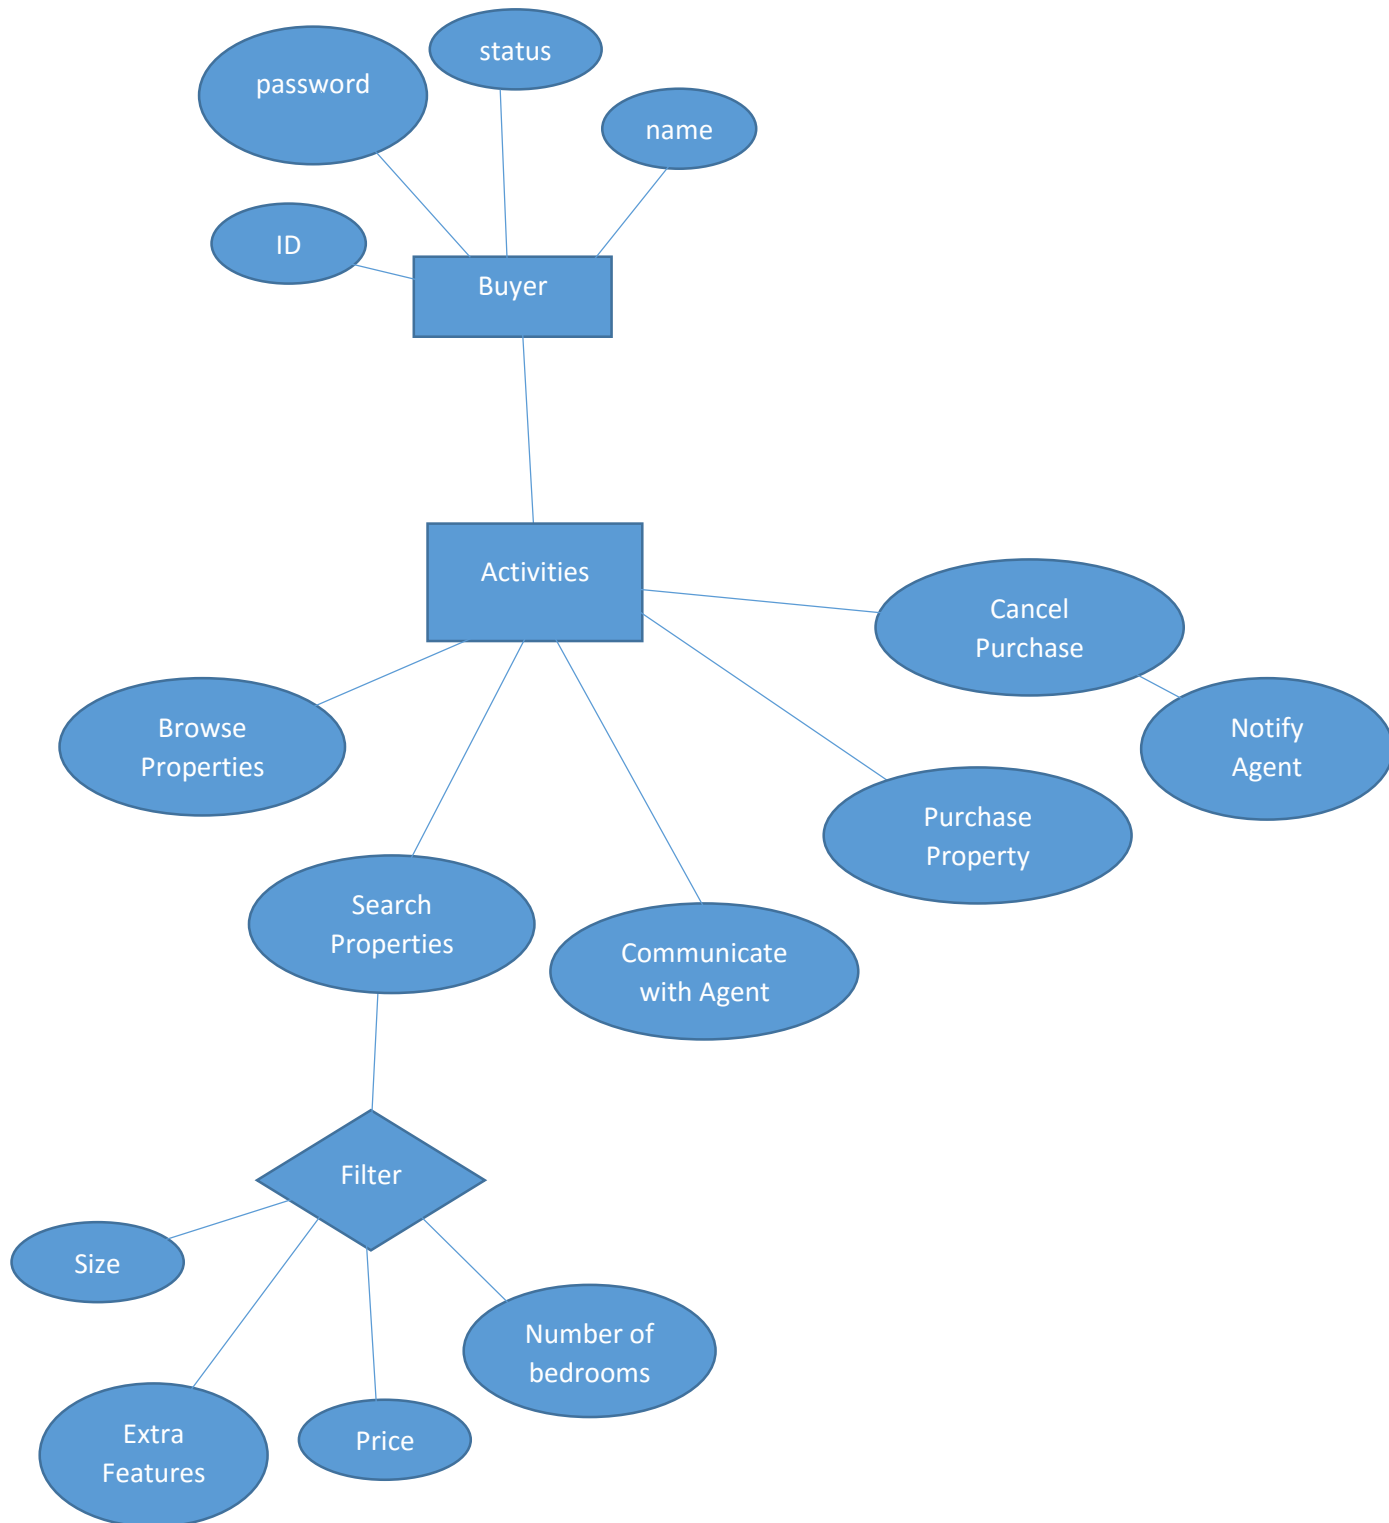 status
password
name
ID
Buyer
Activities
Cancel
Purchase
Browse
Properties
Notify
Agent
Purchase
Property
Search
Properties
Communicate
with Agent
Filter
Size
Number of
bedrooms
Extra
Features
Price